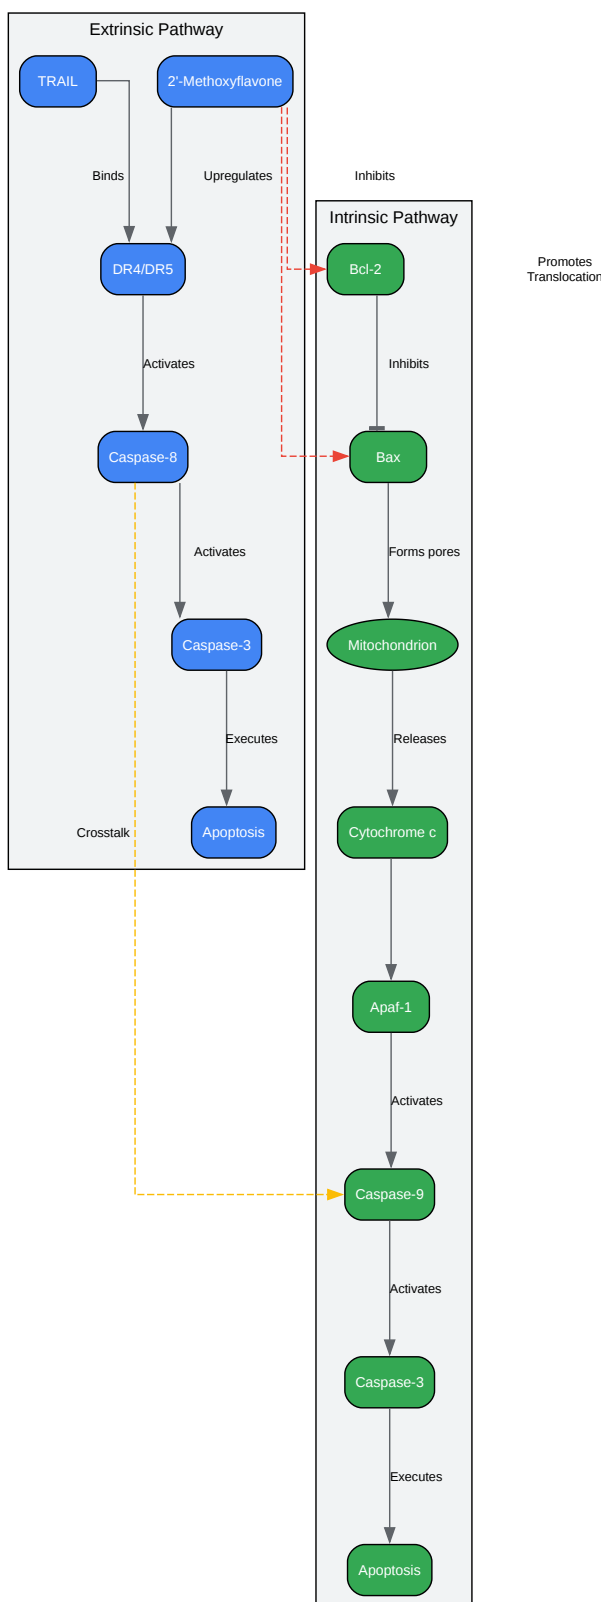 Extrinsic Pathway
TRAIL
2'-Methoxyflavone
Binds
Upregulates
Inhibits
Intrinsic Pathway
DR4/DR5
Bcl-2
Promotes
Translocation
Activates
Inhibits
Caspase-8
Bax
Activates
Forms pores
Caspase-3
Mitochondrion
Executes
Releases
Crosstalk
Apoptosis
Cytochrome c
Apaf-1
Activates
Caspase-9
Activates
Caspase-3
Executes
Apoptosis